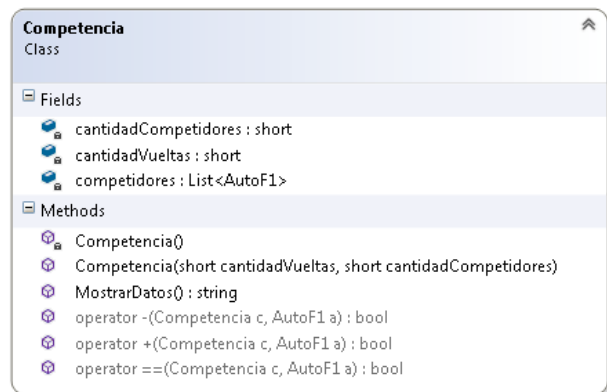 Competencia
Class
Fields
cantidadCompetidores : short
cantidadVueltas : short
competidores : List<AutoF1>
Methods
Competencia()
Competencia(short cantidadVueltas, short cantidadCompetidores)
MostrarDatos() : string
operator -(Competencia c, AutoF1 a) : bool
operator +(Competencia c, AutoF1 a) : bool
operator ==(Competencia c, AutoF1 a) : bool